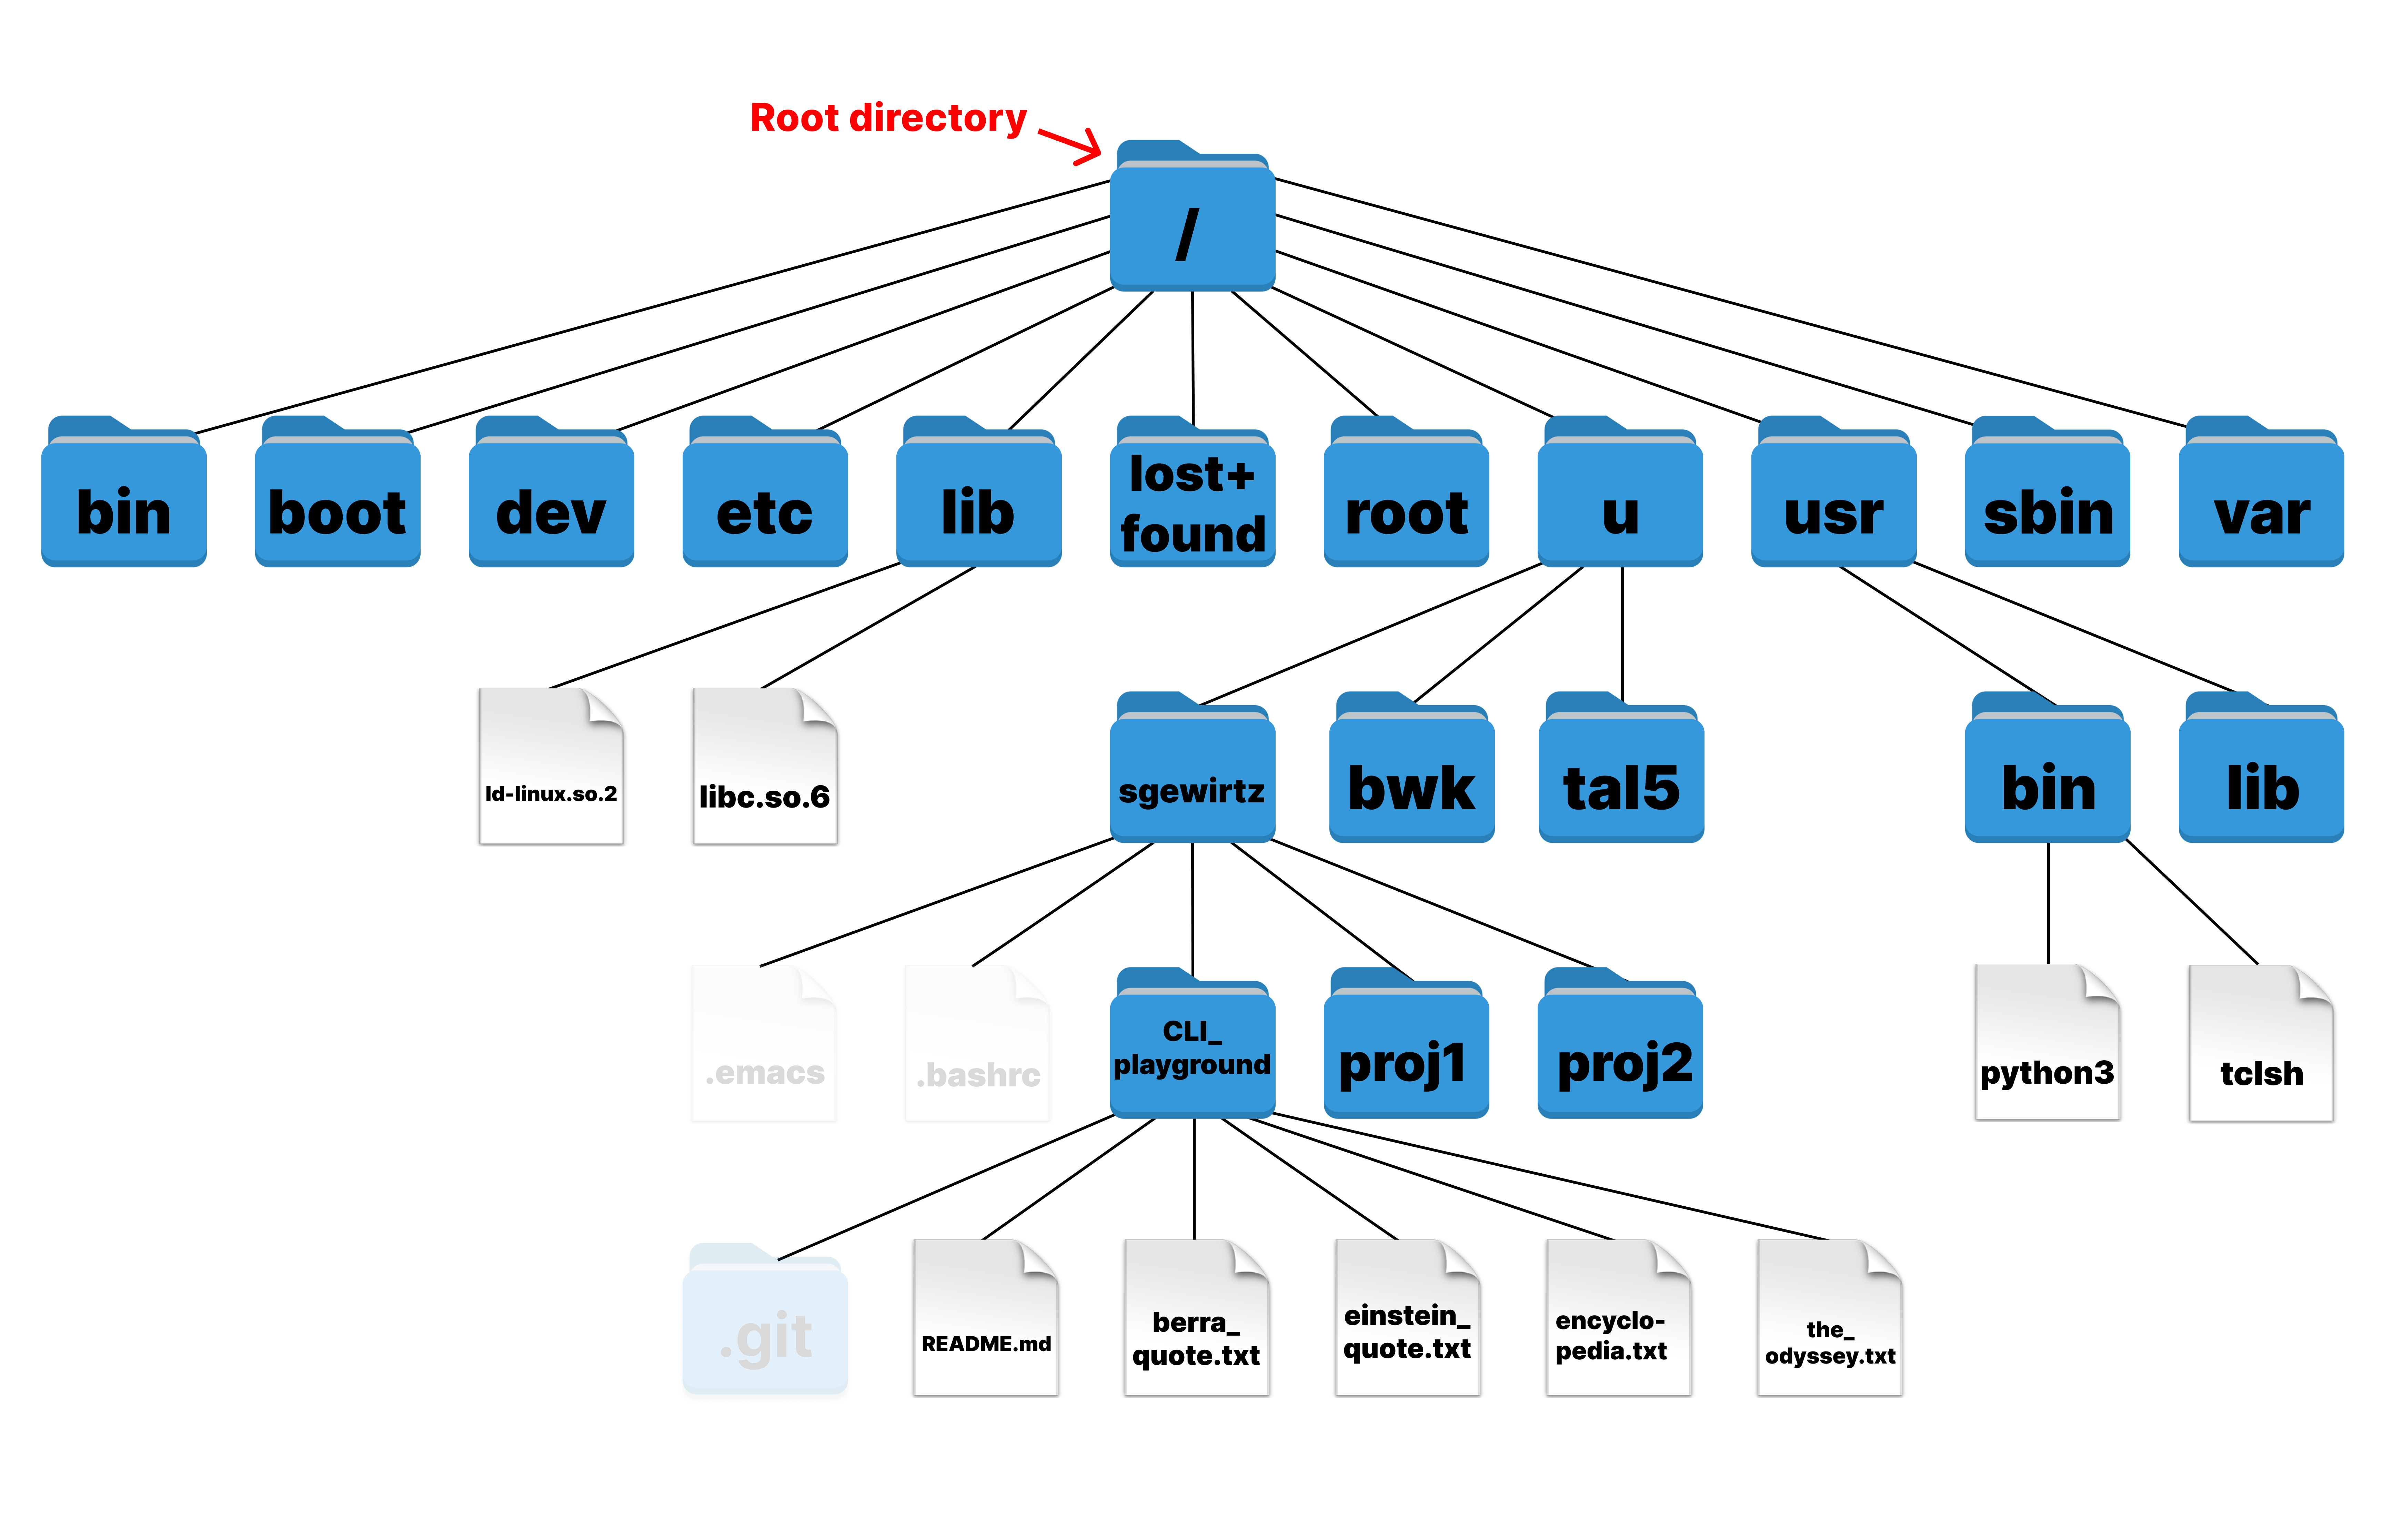 Root directory
/
bin
boot
dev
etc
lib
lost+
found
root
u
usr
sbin
var
ld-linux.so.2
libc.so.6
sgewirtz
bwk
tal5
bin
lib
.emacs
.bashrc
CLI_
playground
proj1
proj2
python3
tclsh
.git
README.md
berra_
quote.txt
einstein_
quote.txt
encyclo-
pedia.txt
the_
odyssey.txt